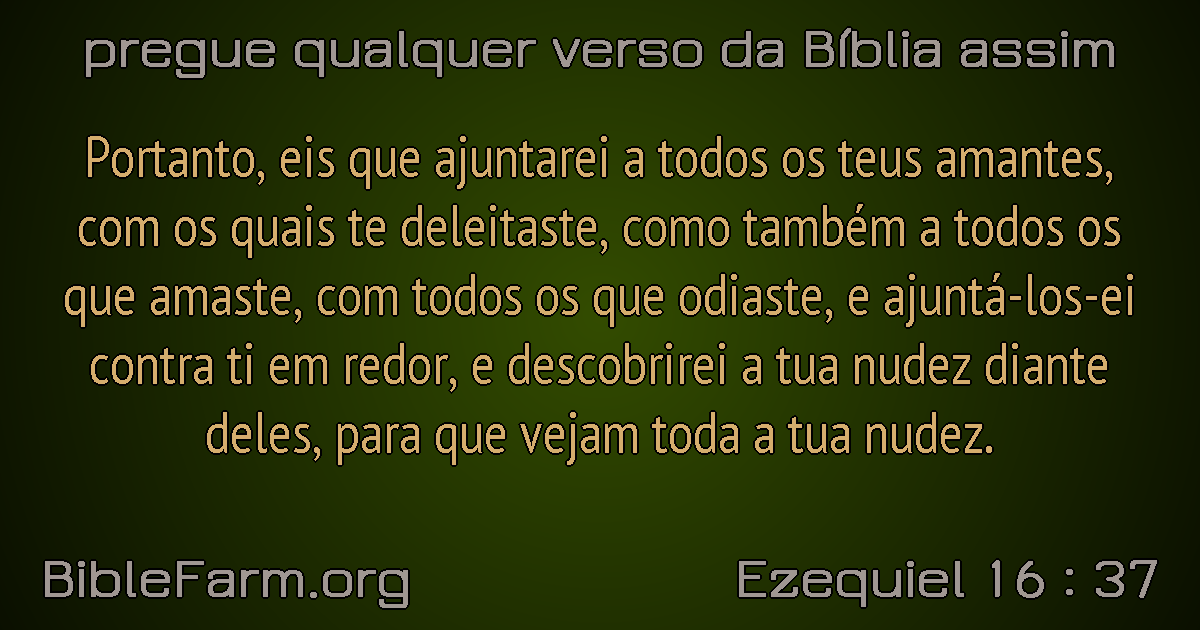 pregue qualquer verso da Bíblia assim
Portanto, eis que ajuntarei a todos os teus amantes,
com os quais te deleitaste, como também a todos os
que amaste, com todos os que odiaste, e ajuntá-los-ei
contra ti em redor, e descobrirei a tua nudez diante
deles, para que vejam toda a tua nudez.
BibleFarm.org
Ezequiel 16 : 37